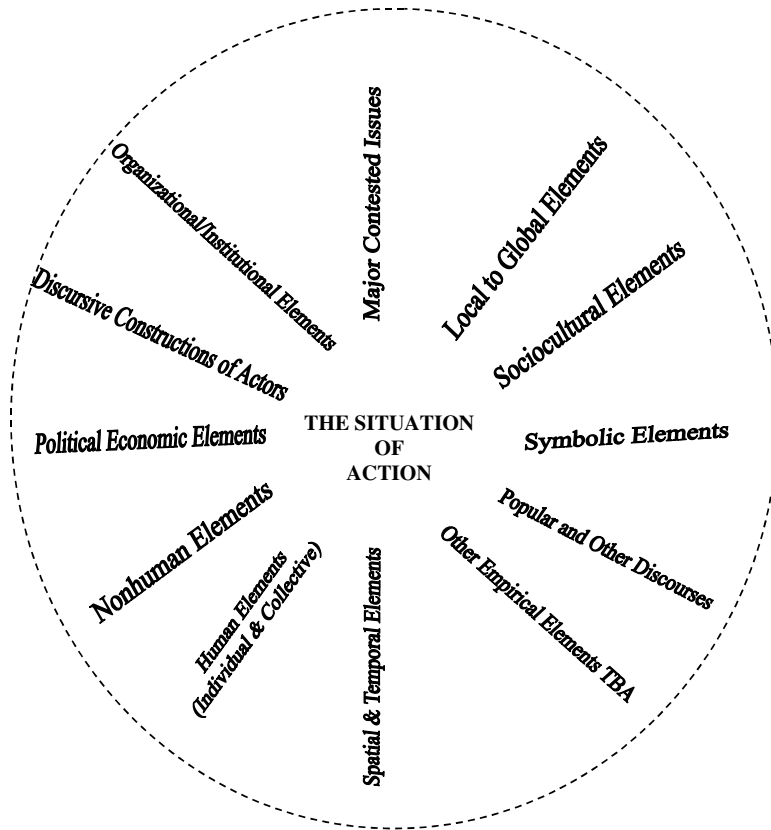 Major Contested Issues
Local to Global Elements
Sociocultural Elements
Symbolic Elements
Popular and Other Discourses
Other Empirical Elements TBA
Spatial & Temporal Elements
Human Elements
(Individual & Collective)
Nonhuman Elements
Political Economic Elements
Discursive Constructions of Actors
Organizational/Institutional Elements
THE SITUATION
OF
ACTION